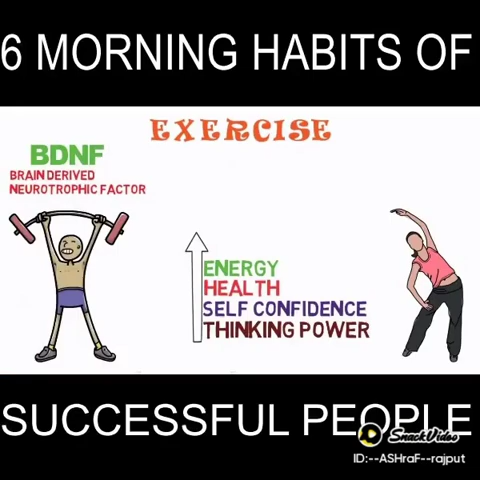 6 MORNING HABITS OF
EXERCISE
BDNF
BRAIN DERIVED
NEUROTROPHIC FACTOR
ENERGY
HEALTH
SELF CONFIDENCE
THINKING POWER
SUCCESSFUL PEOPLE
SnackVideo
ID:--ASHraF--rajput